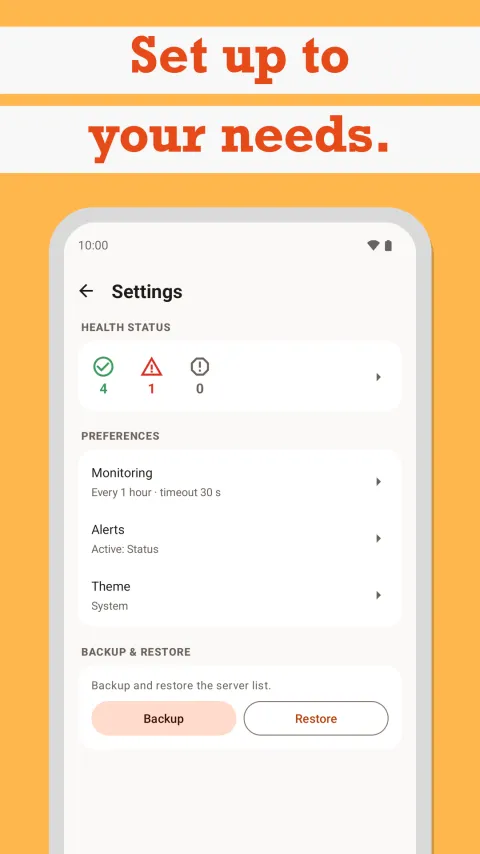 Set up to
your needs.
10:00
Settings
HEALTH STATUS
4 1 0
PREFERENCES
Monitoring
Every 1 hour · timeout 30 s
Alerts
Active: Status
Theme
System
BACKUP & RESTORE
Backup and restore the server list.
Backup Restore